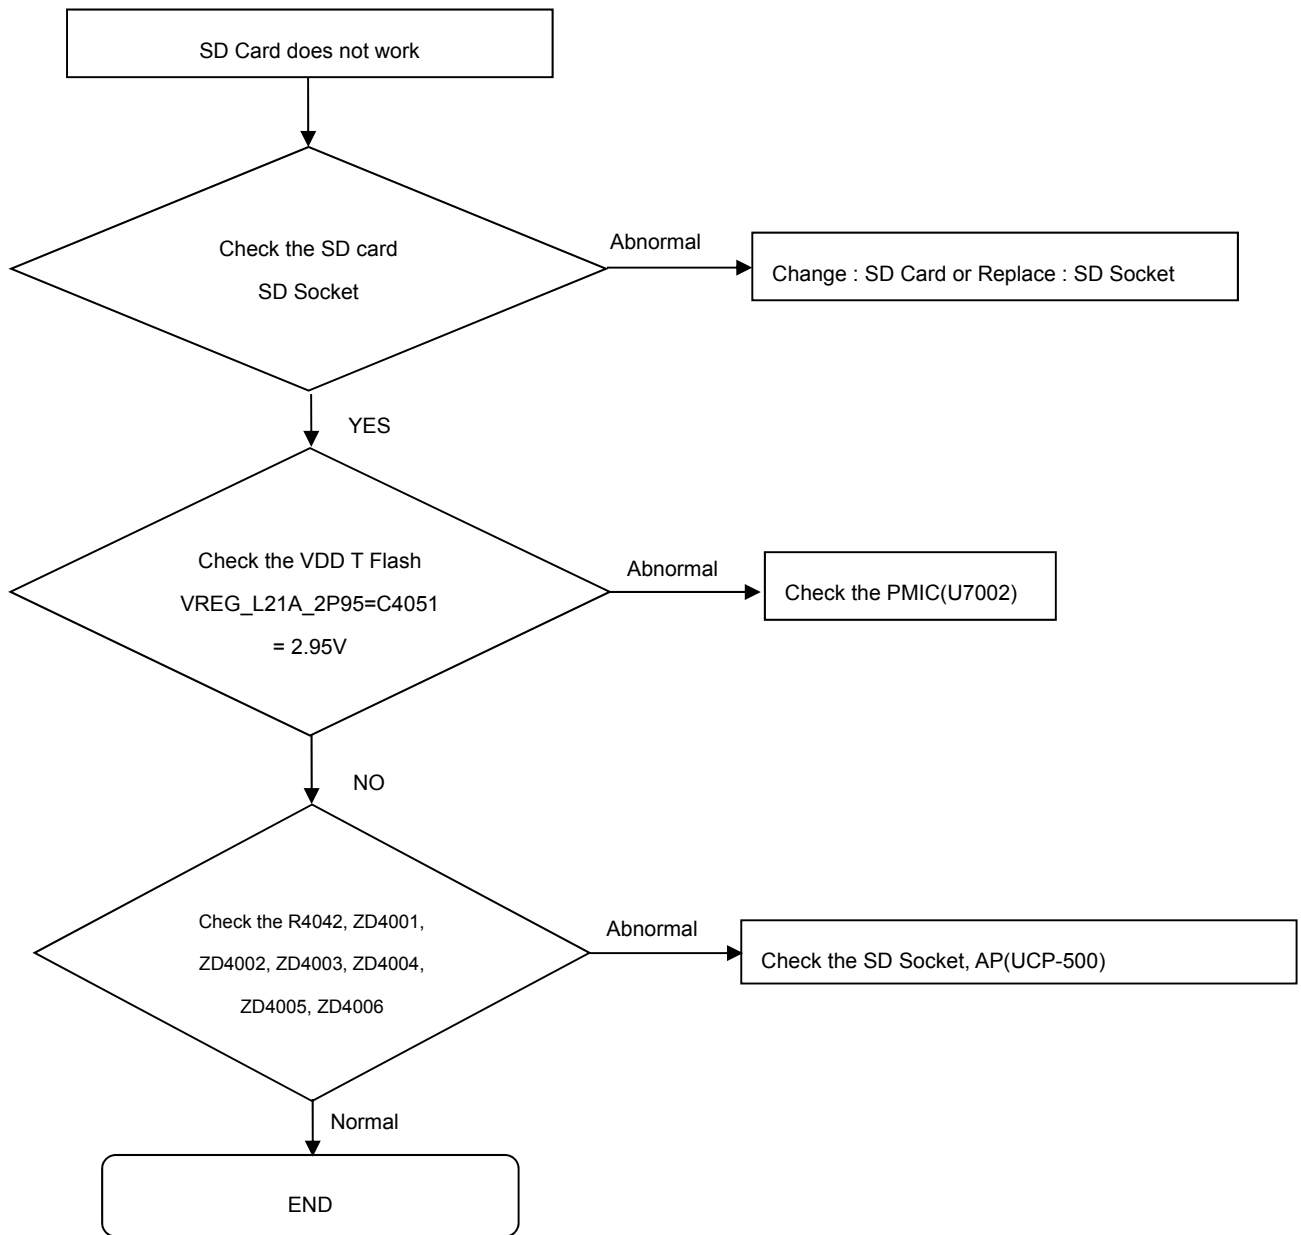 SD Card does not work
Check the SD card
SD Socket
Abnormal
Change : SD Card or Replace : SD Socket
YES
Check the VDD T Flash
VREG_L21A_2P95=C4051
= 2.95V
Abnormal
Check the PMIC(U7002)
NO
Check the R4042, ZD4001,
ZD4002, ZD4003, ZD4004,
ZD4005, ZD4006
Abnormal
Check the SD Socket, AP(UCP-500)
Normal
END